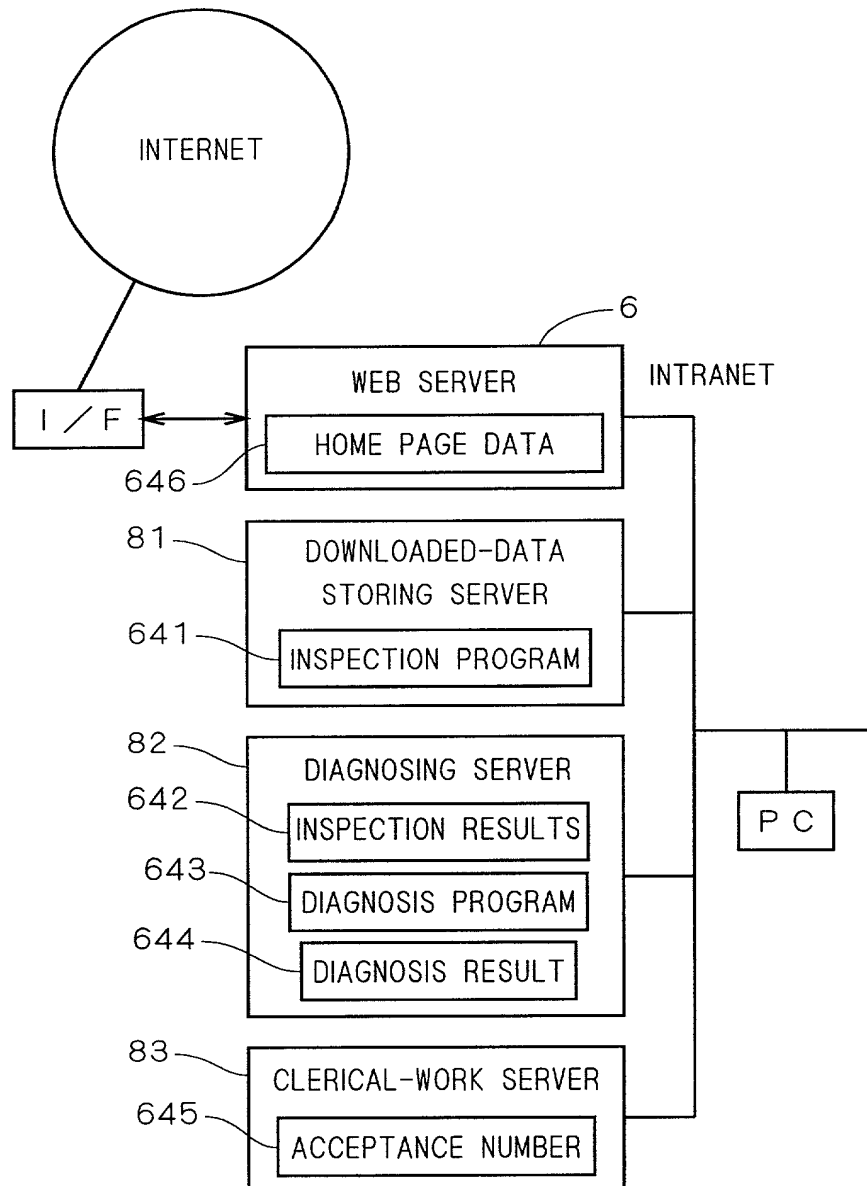 INTERNET
6
WEB SERVER
INTRANET
I／F
HOME PAGE DATA
646
81
DOWNLOADED-DATA
STORING SERVER
641
INSPECTION PROGRAM
82
DIAGNOSING SERVER
642
INSPECTION RESULTS
PC
643
DIAGNOSIS PROGRAM
644
DIAGNOSIS RESULT
83
CLERICAL-WORK SERVER
645
ACCEPTANCE NUMBER